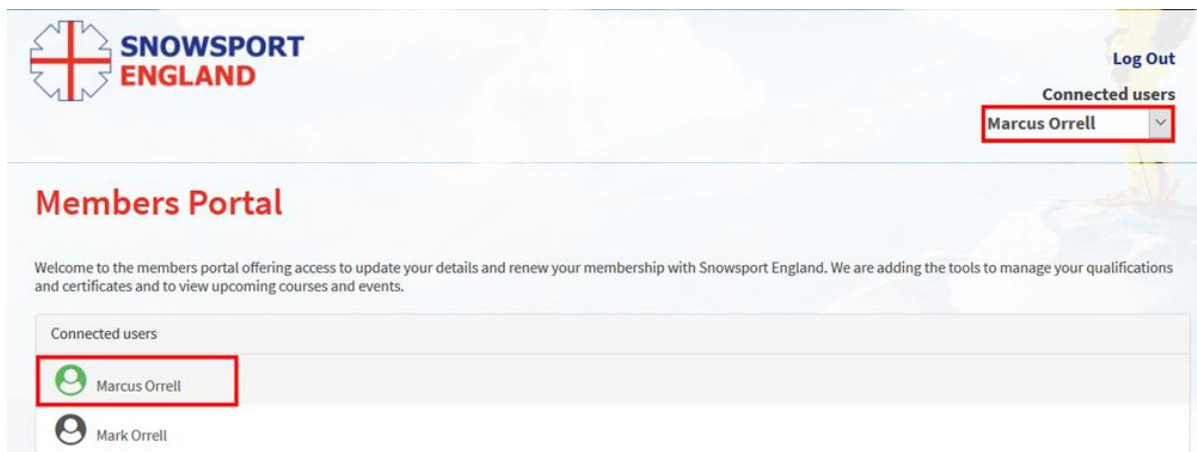 SNOWSPORT
ENGLAND
Log Out
Connected users
Marcus Orrell
Members Portal
Welcome to the members portal offering access to update your details and renew your membership with Snowsport England. We are adding the tools to manage your qualifications
and certificates and to view upcoming courses and events.
Connected users
Marcus Orrell
Mark Orrell